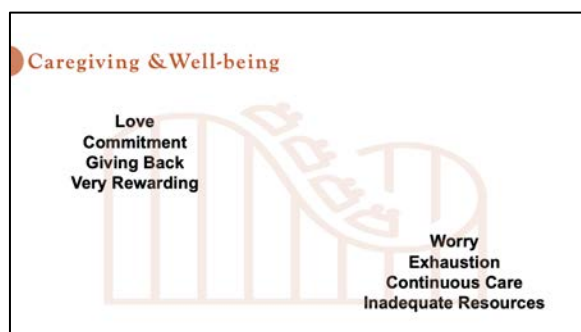 Caregiving &Well-being
Love
Commitment
Giving Back
Very Rewarding
Worry
Exhaustion
Continuous Care
Inadequate Resources